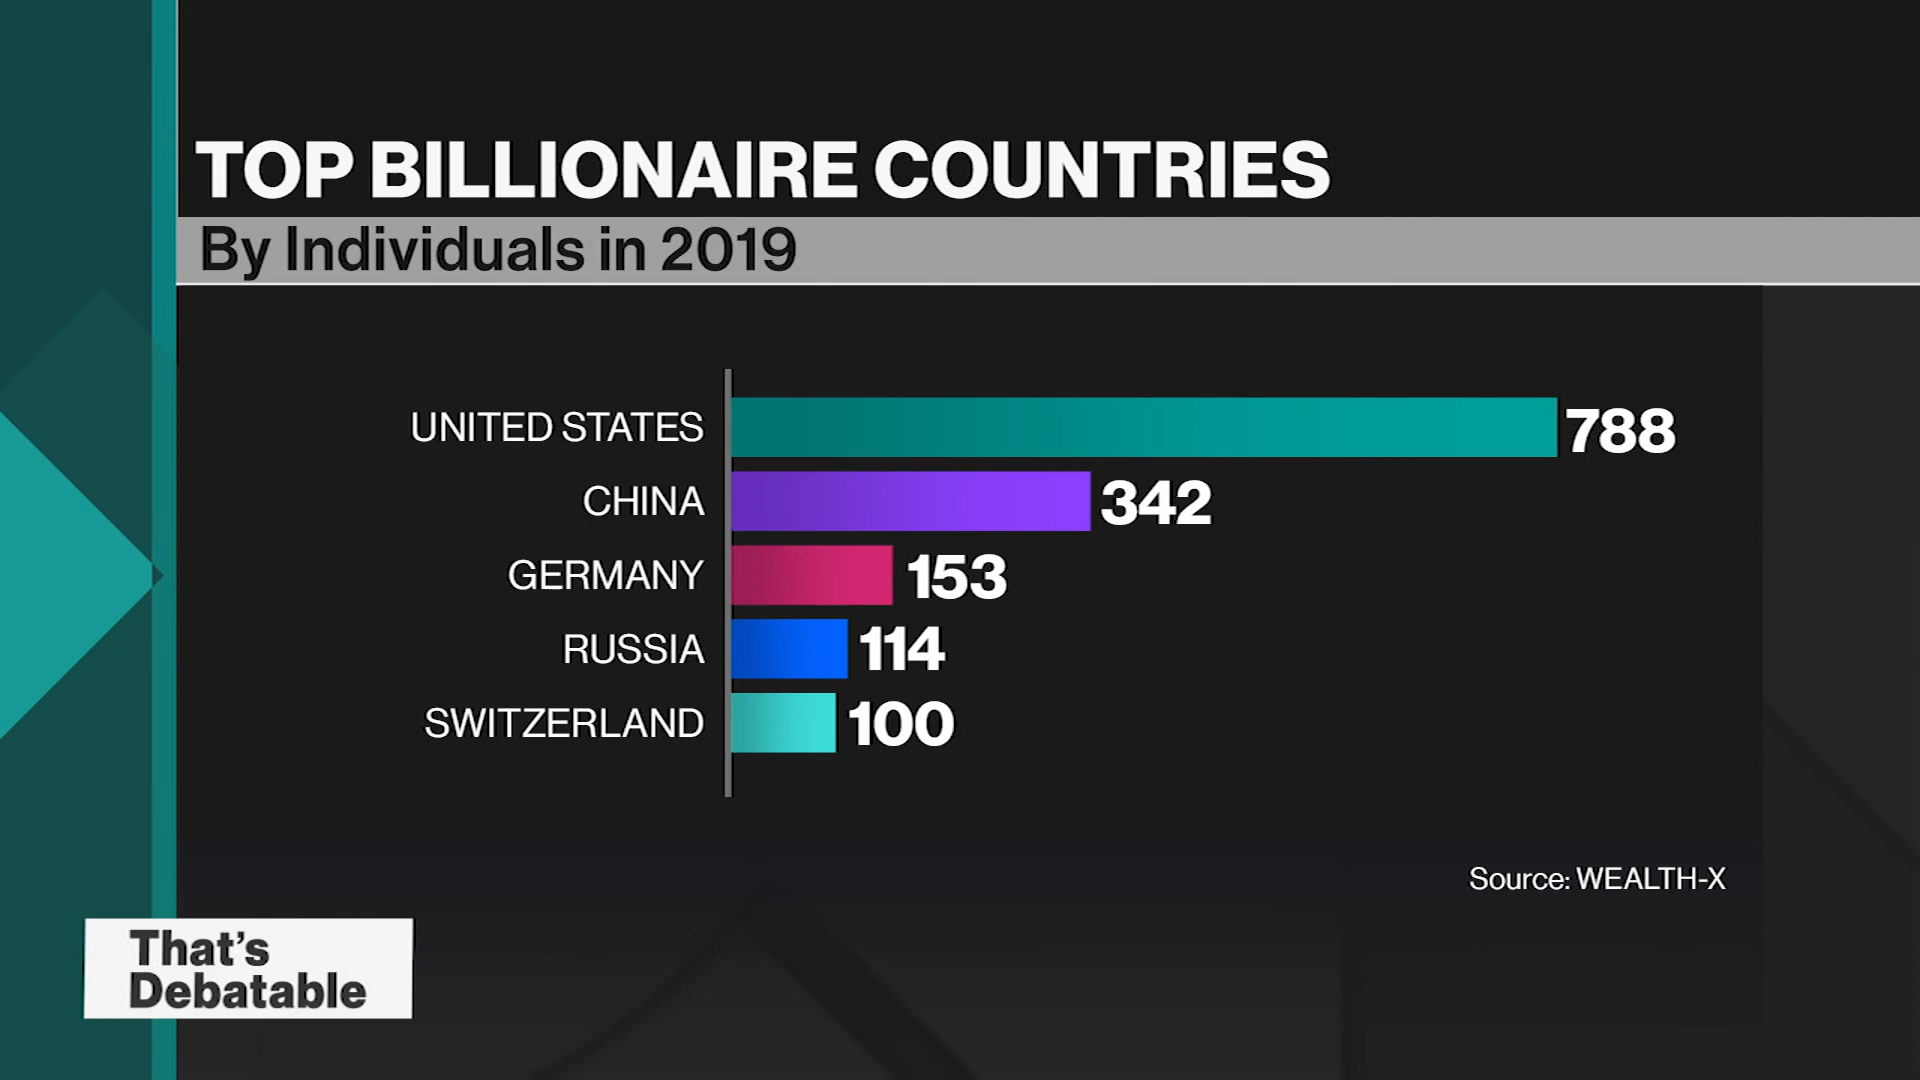 TOP BILLIONAIRE COUNTRIES
By Individuals in 2019
UNITED STATES 788
CHINA 342
GERMANY 153
RUSSIA 114
SWITZERLAND 100
Source: WEALTH-X
That's
Debatable